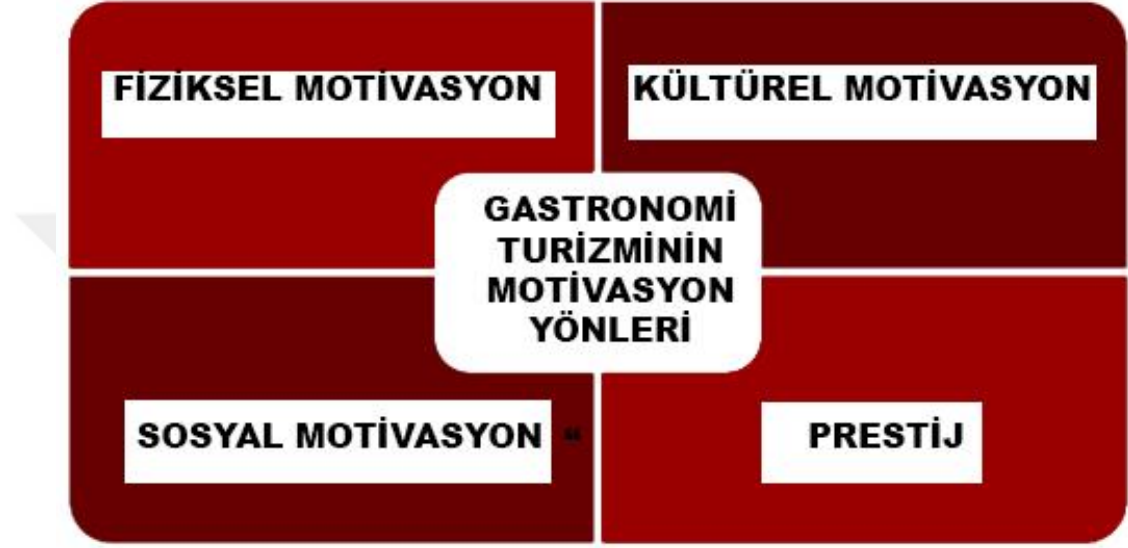 FİZİKSEL MOTİVASYON
KÜLTÜREL MOTİVASYON
GASTRONOMİ
TURİZMİNİN
MOTİVASYON
YÖNLERİ
SOSYAL MOTİVASYON
PRESTİJ